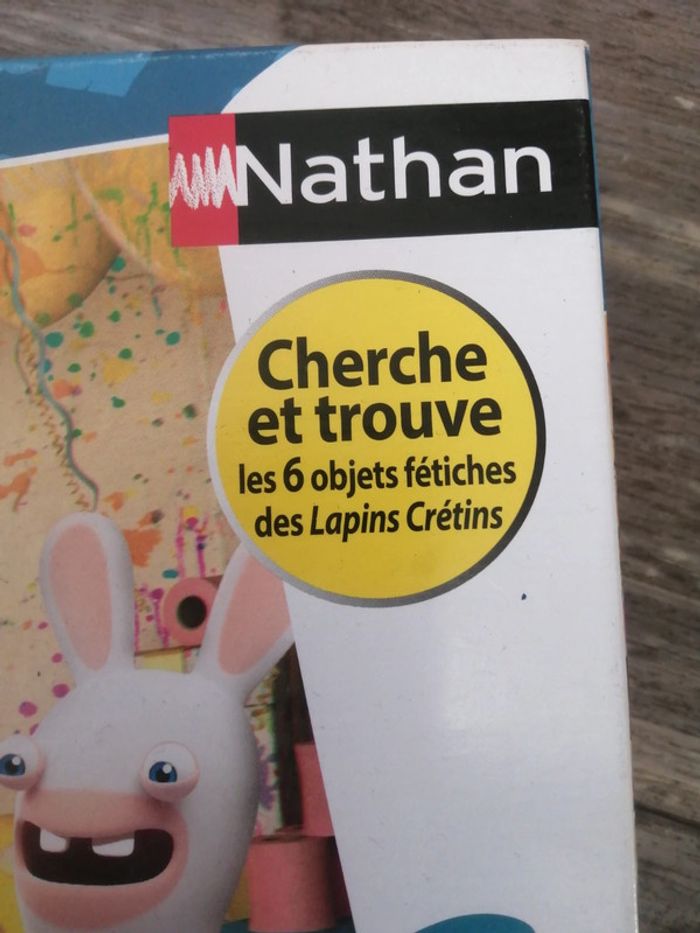 Nathan
Cherche
et trouve
les 6 objets fétiches
des Lapins Crétins